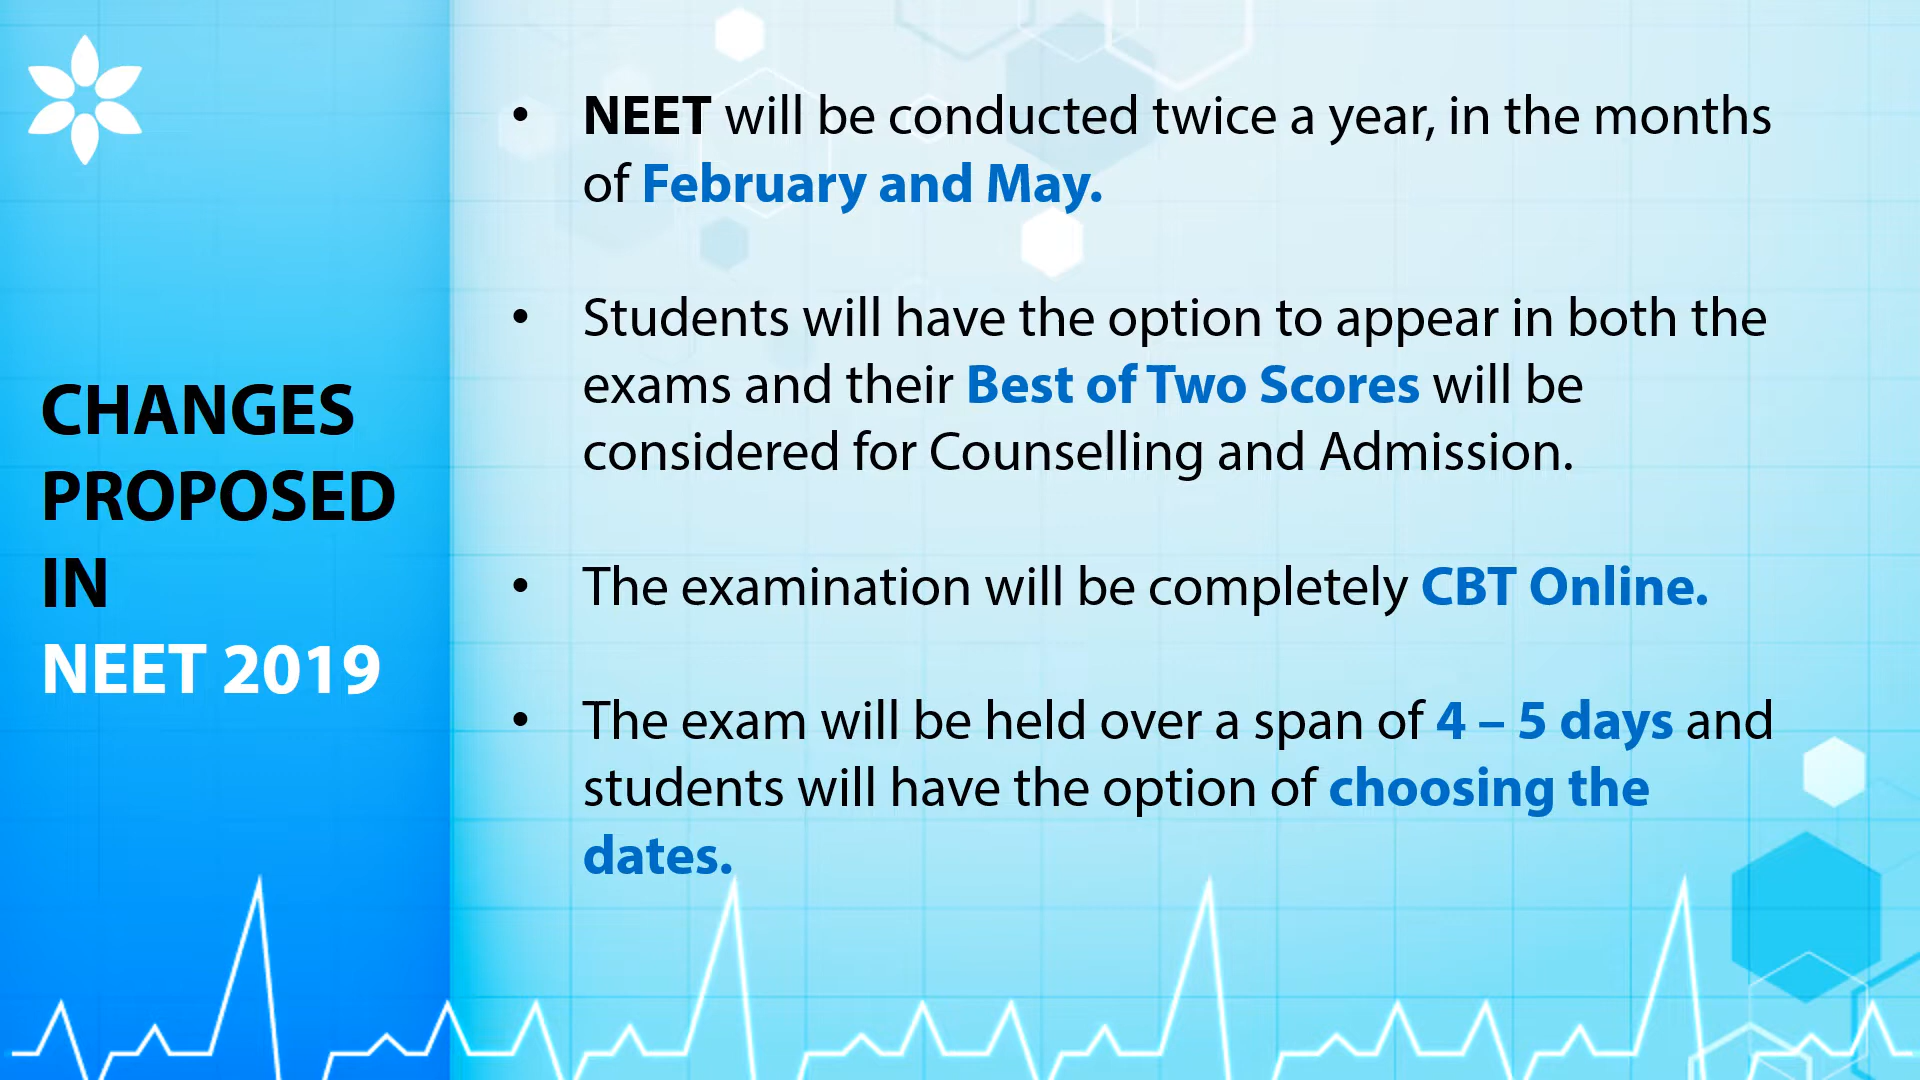 CHANGES
PROPOSED
IN
NEET 2019
• NEET will be conducted twice a year, in the months
of February and May.
• Students will have the option to appear in both the
exams and their Best of Two Scores will be
considered for Counselling and Admission.
• The examination will be completely CBT Online.
• The exam will be held over a span of 4 – 5 days and
students will have the option of choosing the
dates.